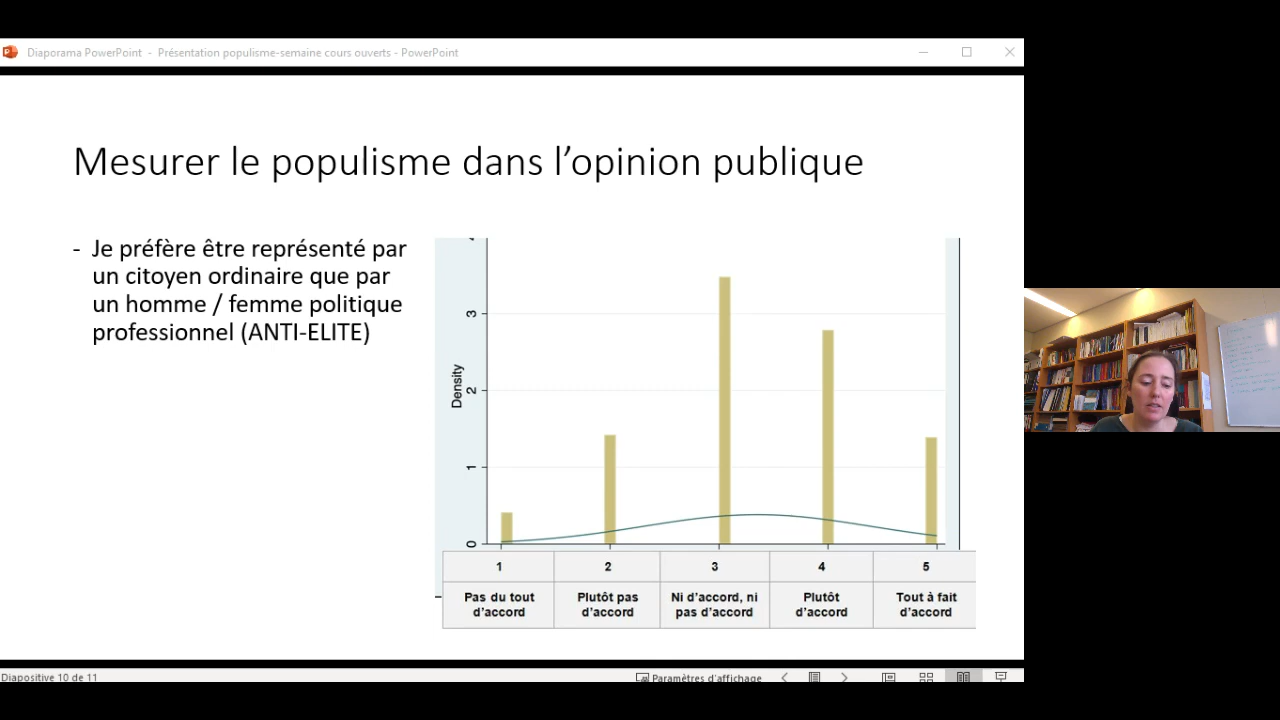 Diaporama PowerPoint - Présentation populisme-semaine cours ouverts - PowerPoint
Mesurer le populisme dans l'opinion publique
- Je préfère être représenté par
un citoyen ordinaire que par
un homme / femme politique
professionnel (ANTI-ELITE)
Density
3
2
1
0
1 2 3 4 5
Pas du tout d'accord
Plutôt pas d'accord
Ni d'accord, ni pas d'accord
Plutôt d'accord
Tout à fait d'accord
Diapositive 10 de 11
Paramètres d'affichage